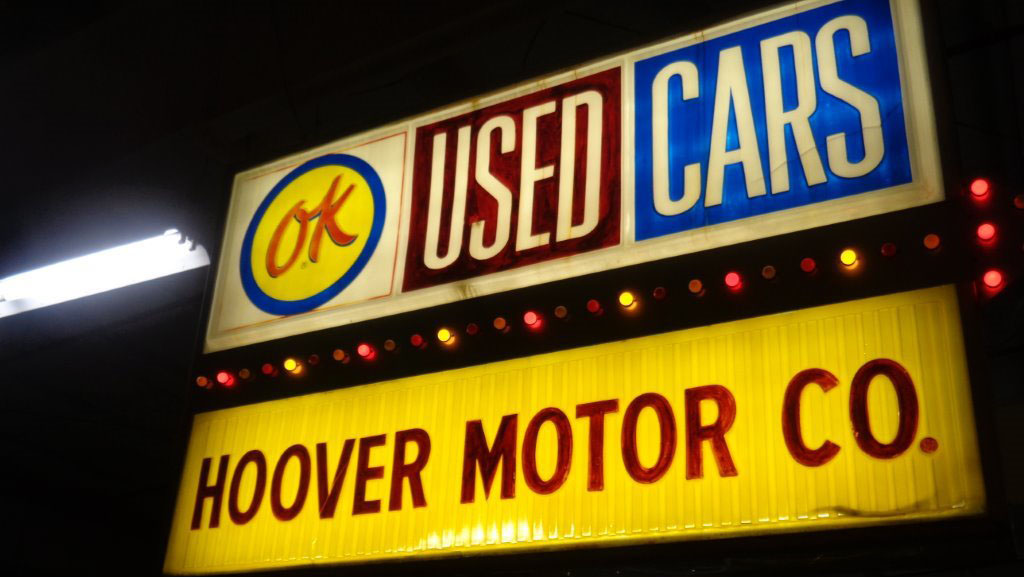 OK USED CARS
HOOVER MOTOR CO.